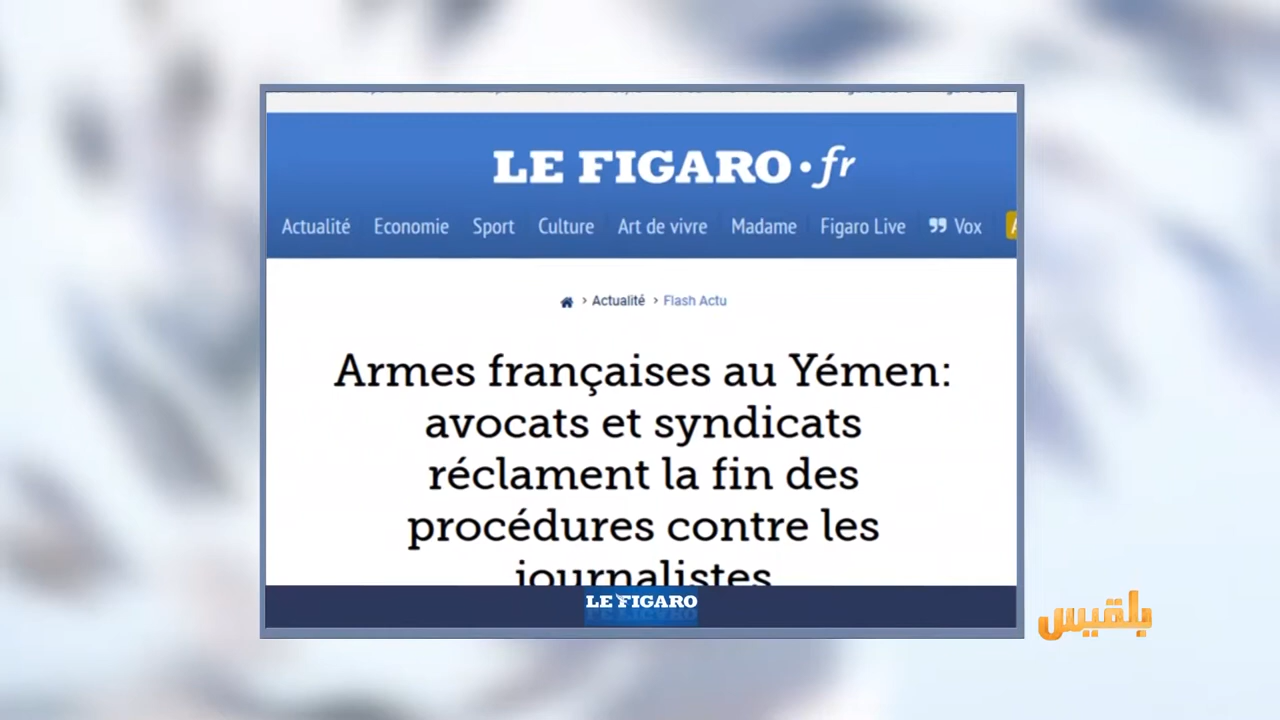 LE FIGARO·fr
Actualité Economie Sport Culture Art de vivre Madame Figaro Live Vox
Actualité Flash Actu
Armes françaises au Yémen:
avocats et syndicats
réclament la fin des
procédures contre les
journalistes
LE FIGARO
بلقيس